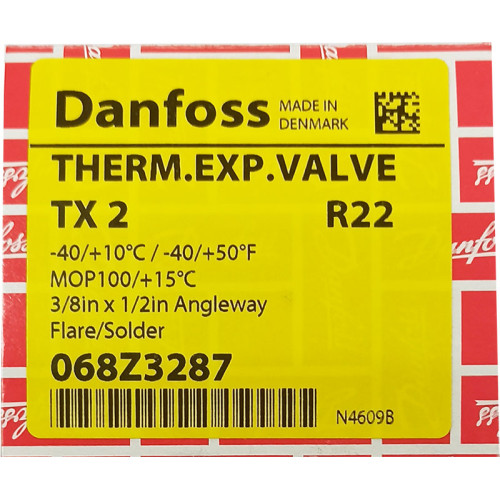 Danfoss MADE IN
DENMARK
THERM.EXP.VALVE
TX 2 R22
-40/+10°C / -40/+50°F
MOP100/+15°C
3/8in x 1/2in Angleway
Flare/Solder
068Z3287
N4609B
Danfoss